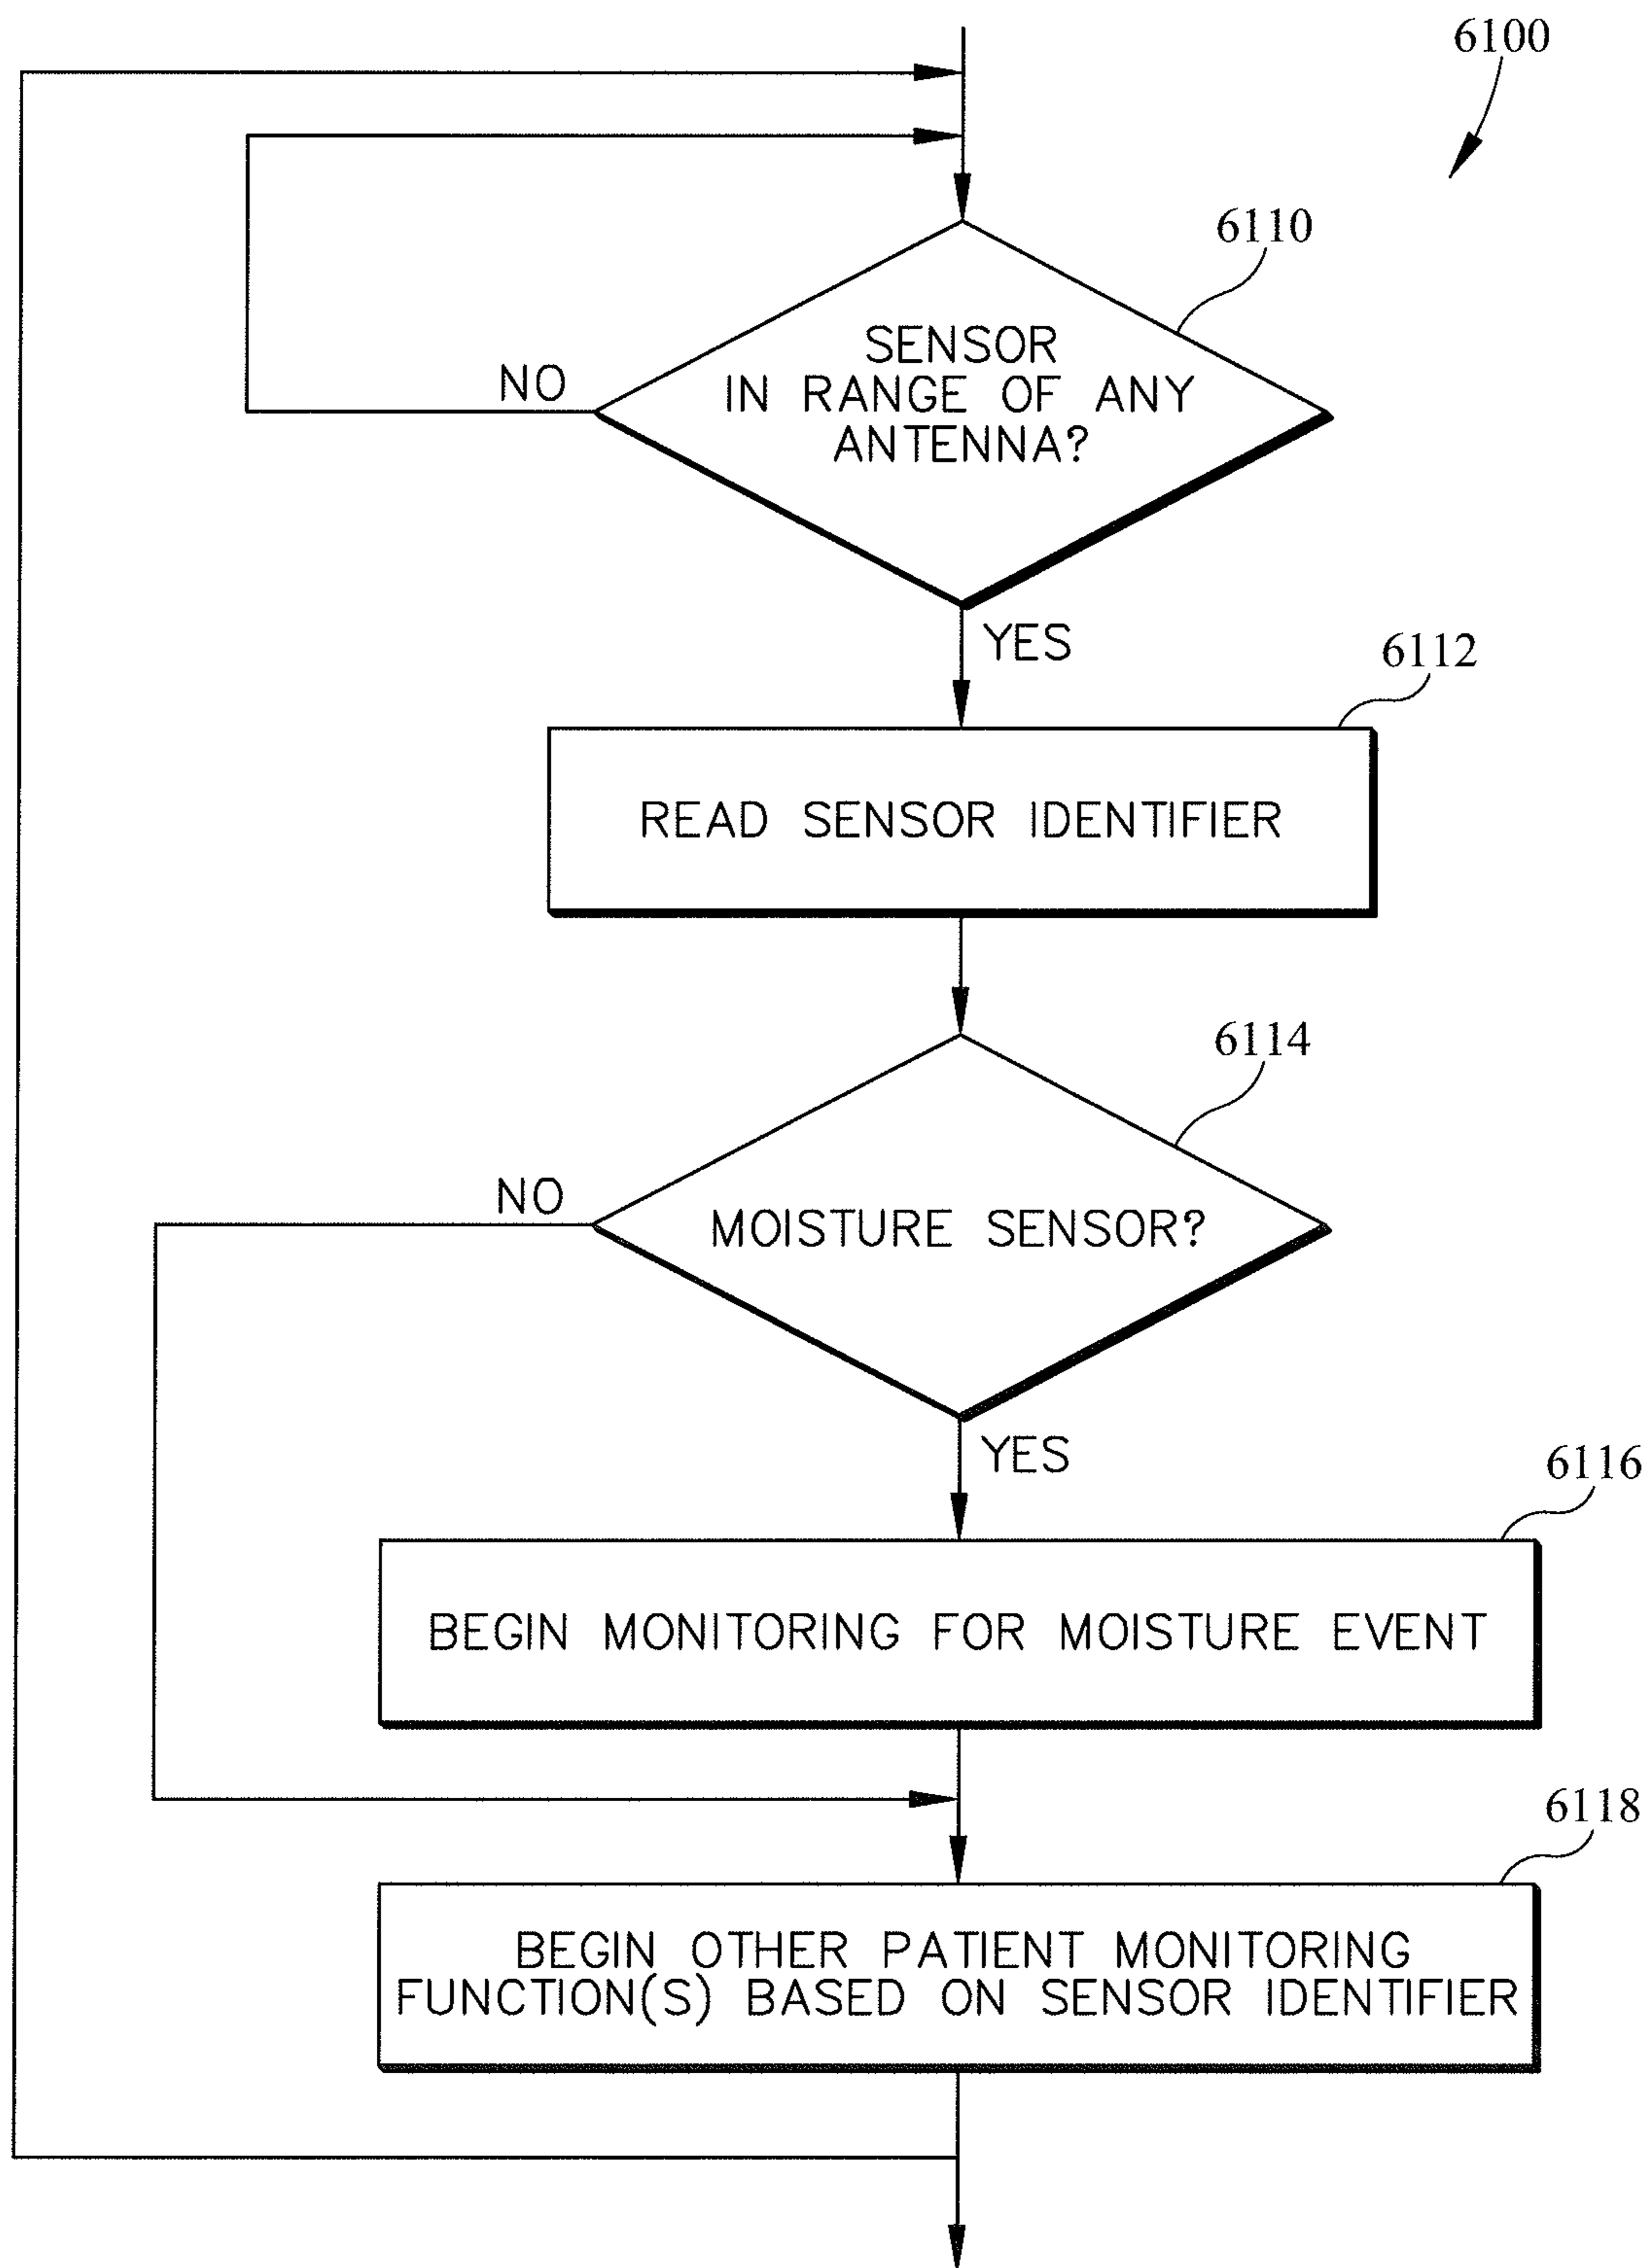 6100
6110
SENSOR
IN RANGE OF ANY
ANTENNA?
NO
YES
6112
READ SENSOR IDENTIFIER
6114
NO
MOISTURE SENSOR?
YES
6116
BEGIN MONITORING FOR MOISTURE EVENT
6118
BEGIN OTHER PATIENT MONITORING
FUNCTION(S) BASED ON SENSOR IDENTIFIER